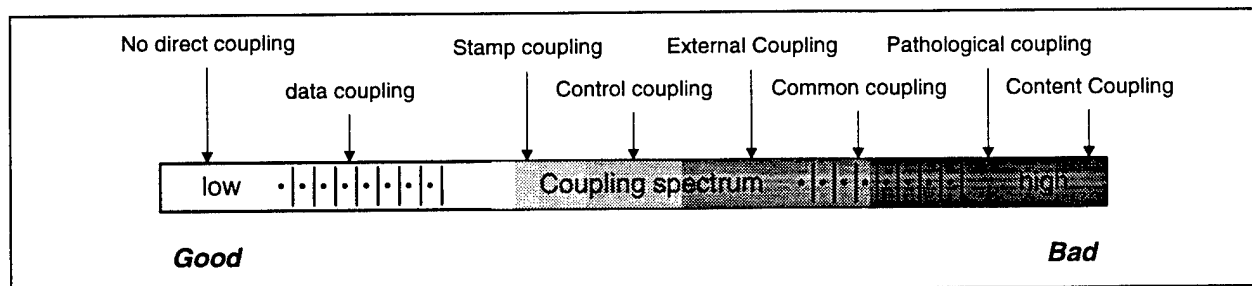 No direct coupling
Stamp coupling
External Coupling
Pathological coupling
data coupling
Control coupling
Common coupling
Content Coupling
low
Coupling spectrum
high
Good
Bad